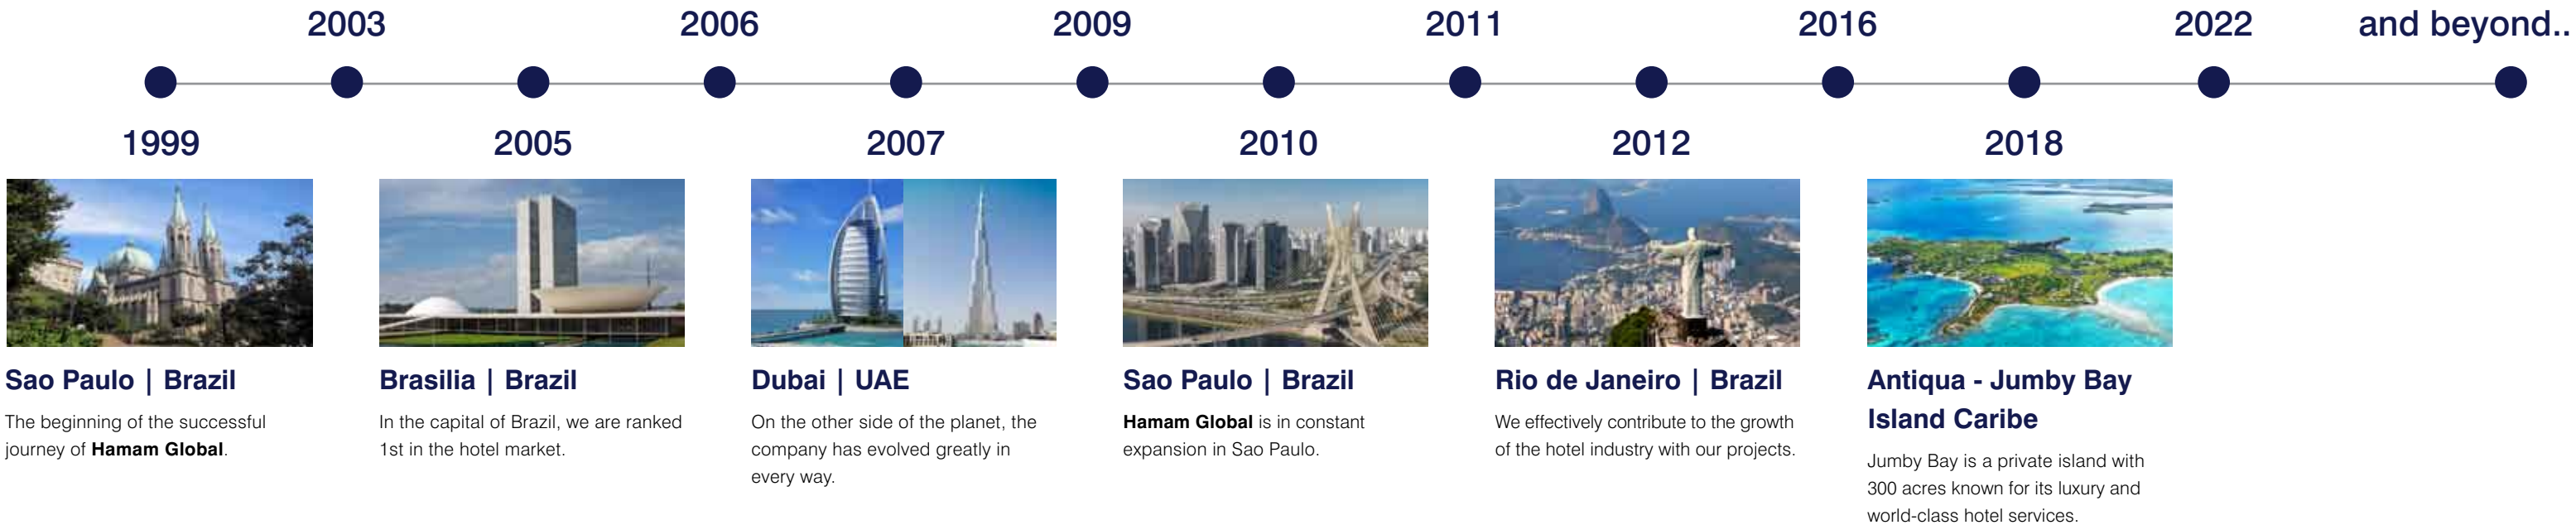 2003
2006
2009
2011
2016
2022
and beyond..
1999
2005
2007
2010
2012
2018
Sao Paulo | Brazil
The beginning of the successful
journey of Hamam Global.
Brasilia | Brazil
In the capital of Brazil, we are ranked
1st in the hotel market.
Dubai | UAE
On the other side of the planet, the
company has evolved greatly in
every way.
Sao Paulo | Brazil
Hamam Global is in constant
expansion in Sao Paulo.
Rio de Janeiro | Brazil
We effectively contribute to the growth
of the hotel industry with our projects.
Antiqua - Jumby Bay
Island Caribe
Jumby Bay is a private island with
300 acres known for its luxury and
world-class hotel services.